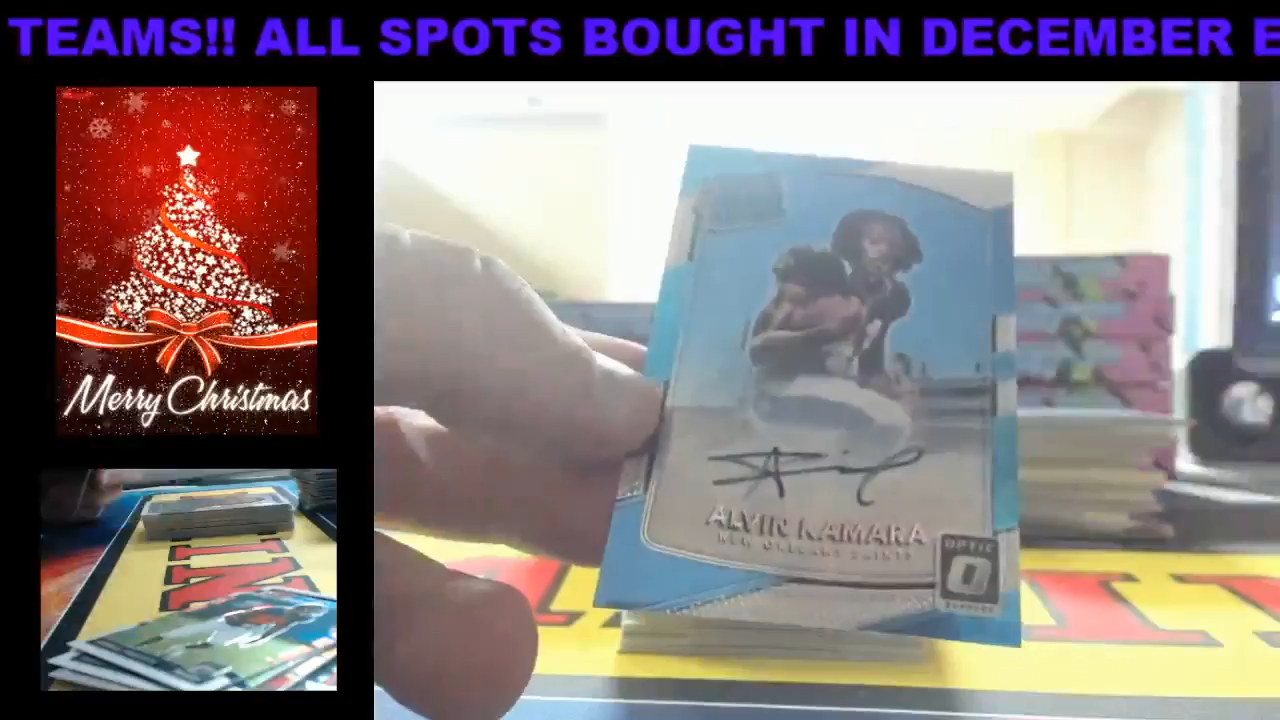 TEAMS!! ALL SPOTS BOUGHT IN DECEMBER E
Merry Christmas
ALVIN KAMARA
NEW ORLEANS SAINTS
OPTIC